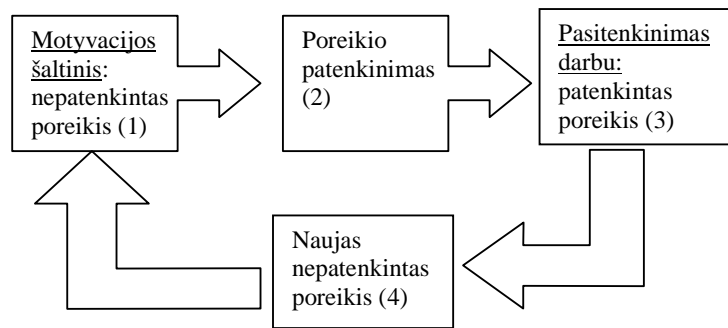 Motyvacijos
šaltinis:
nepatenkintas
poreikis (1)
Poreikio
patenkinimas
(2)
Pasitenkinimas
darbu:
patenkintas
poreikis (3)
Naujas
nepatenkintas
poreikis (4)